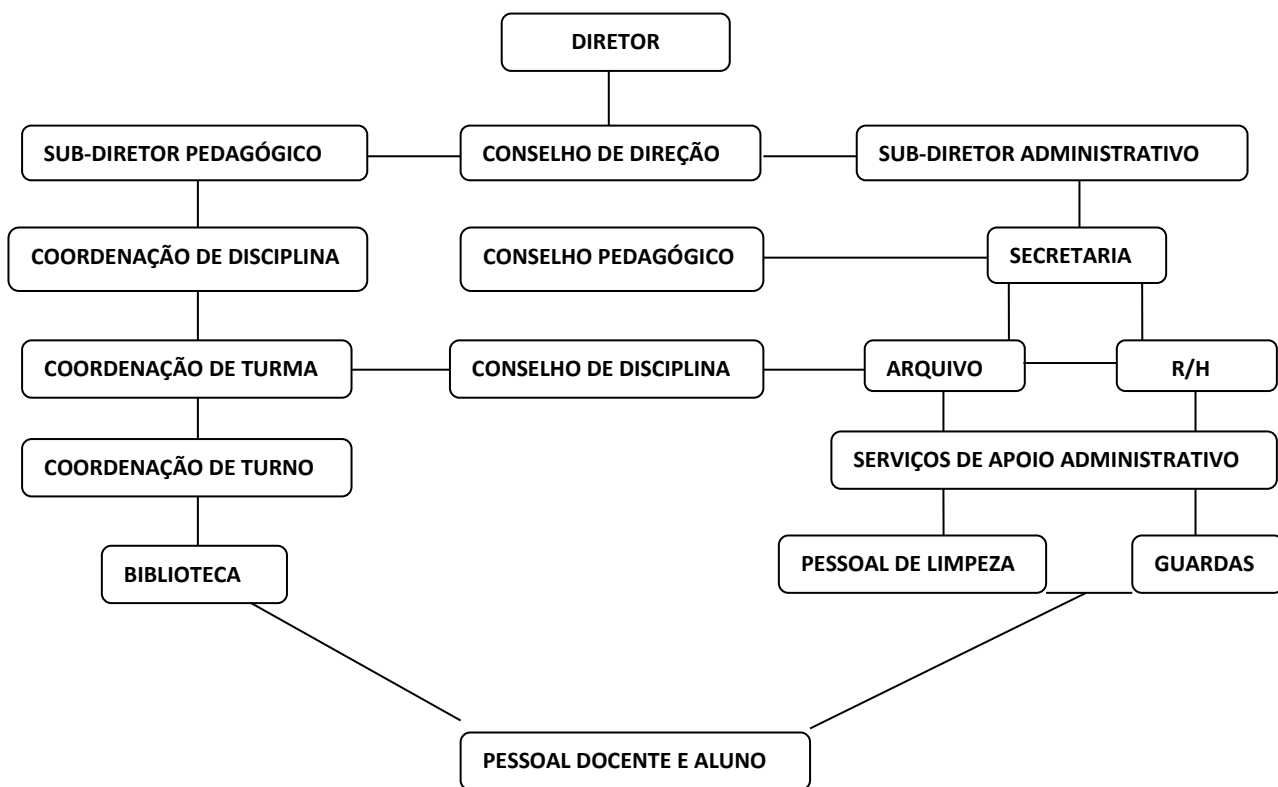 DIRETOR
SUB-DIRETOR PEDAGÓGICO
CONSELHO DE DIREÇÃO
SUB-DIRETOR ADMINISTRATIVO
COORDENAÇÃO DE DISCIPLINA
CONSELHO PEDAGÓGICO
SECRETARIA
COORDENAÇÃO DE TURMA
CONSELHO DE DISCIPLINA
ARQUIVO
R/H
COORDENAÇÃO DE TURNO
SERVIÇOS DE APOIO ADMINISTRATIVO
BIBLIOTECA
PESSOAL DE LIMPEZA
GUARDAS
PESSOAL DOCENTE E ALUNO